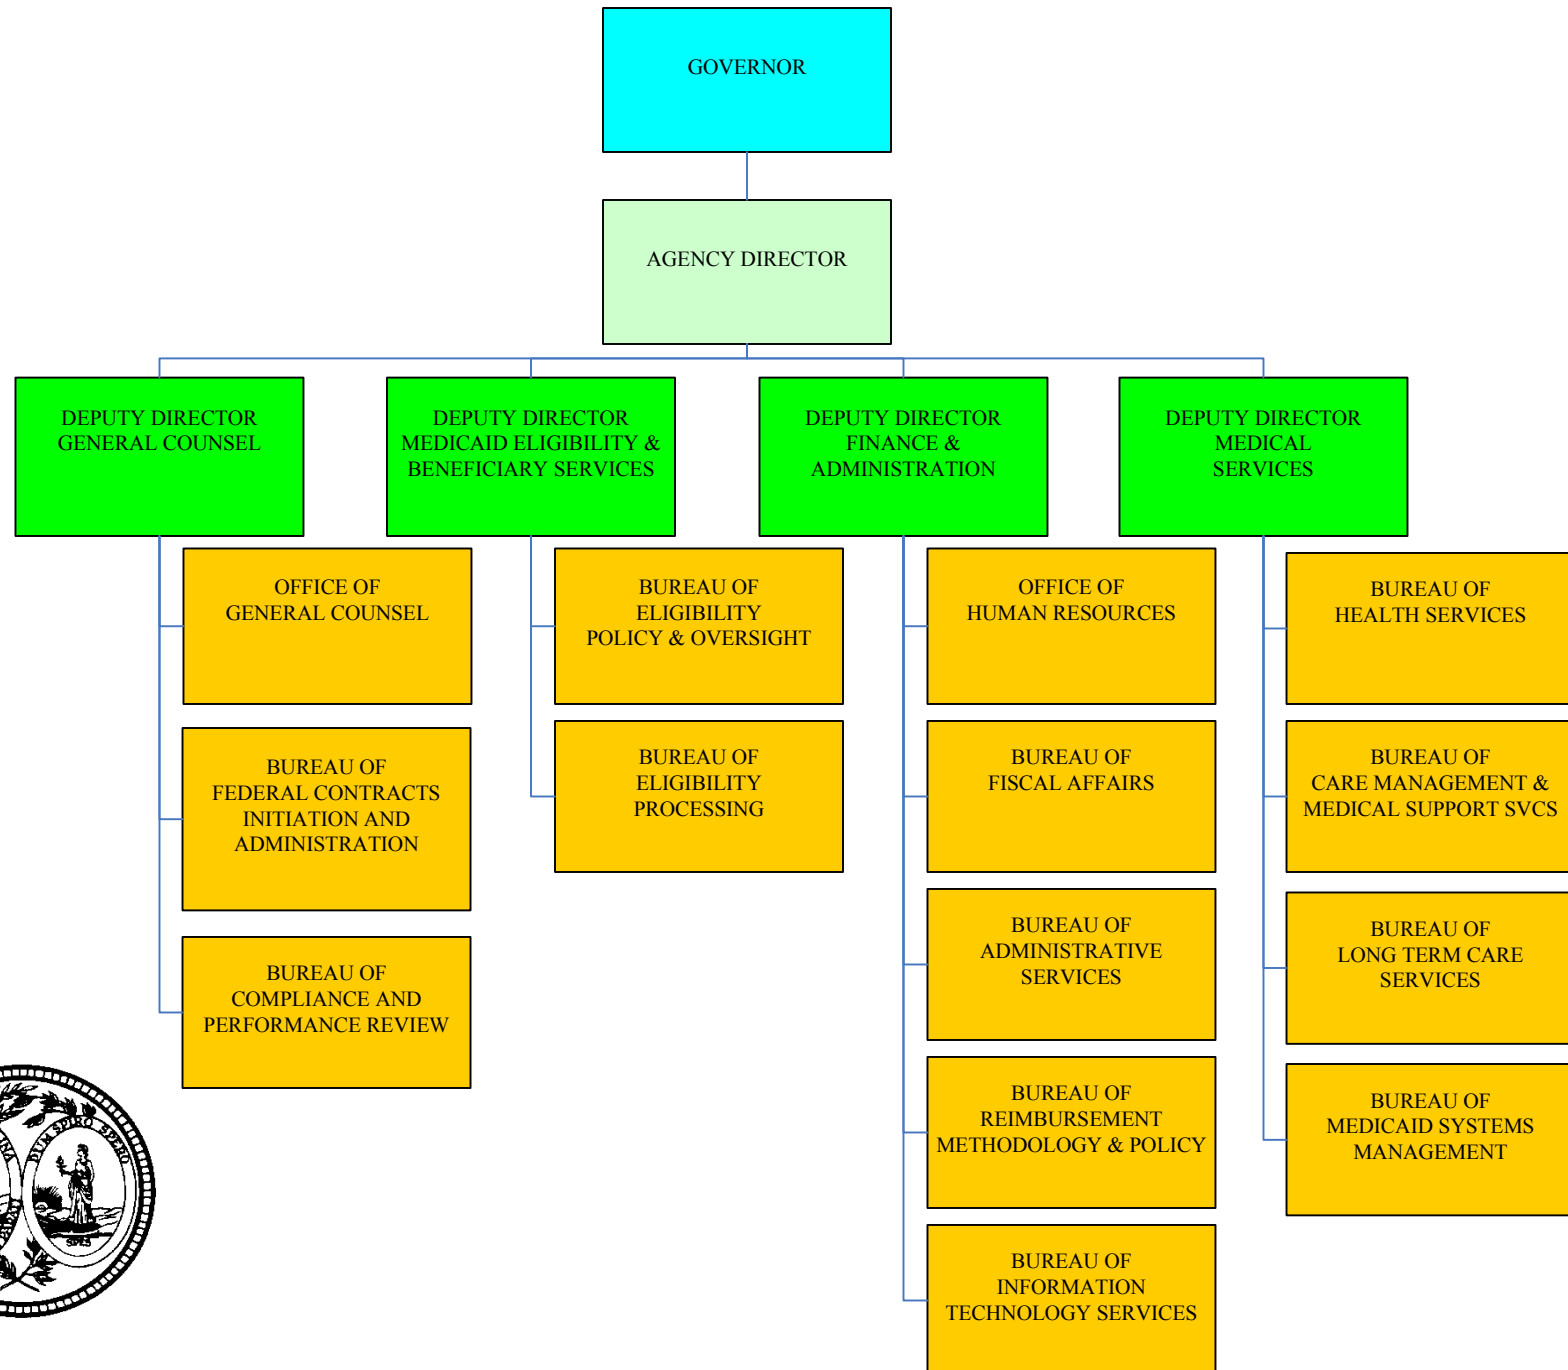 GOVERNOR
AGENCY DIRECTOR
DEPUTY DIRECTOR
GENERAL COUNSEL
DEPUTY DIRECTOR
MEDICAID ELIGIBILITY &
BENEFICIARY SERVICES
DEPUTY DIRECTOR
FINANCE &
ADMINISTRATION
DEPUTY DIRECTOR
MEDICAL
SERVICES
OFFICE OF
GENERAL COUNSEL
BUREAU OF
FEDERAL CONTRACTS
INITIATION AND
ADMINISTRATION
BUREAU OF
COMPLIANCE AND
PERFORMANCE REVIEW
BUREAU OF
ELIGIBILITY
POLICY & OVERSIGHT
BUREAU OF
ELIGIBILITY
PROCESSING
OFFICE OF
HUMAN RESOURCES
BUREAU OF
FISCAL AFFAIRS
BUREAU OF
ADMINISTRATIVE
SERVICES
BUREAU OF
REIMBURSEMENT
METHODOLOGY & POLICY
BUREAU OF
INFORMATION
TECHNOLOGY SERVICES
BUREAU OF
HEALTH SERVICES
BUREAU OF
CARE MANAGEMENT &
MEDICAL SUPPORT SVCS
BUREAU OF
LONG TERM CARE
SERVICES
BUREAU OF
MEDICAID SYSTEMS
MANAGEMENT
DUM SPIRO SPERO
SPES